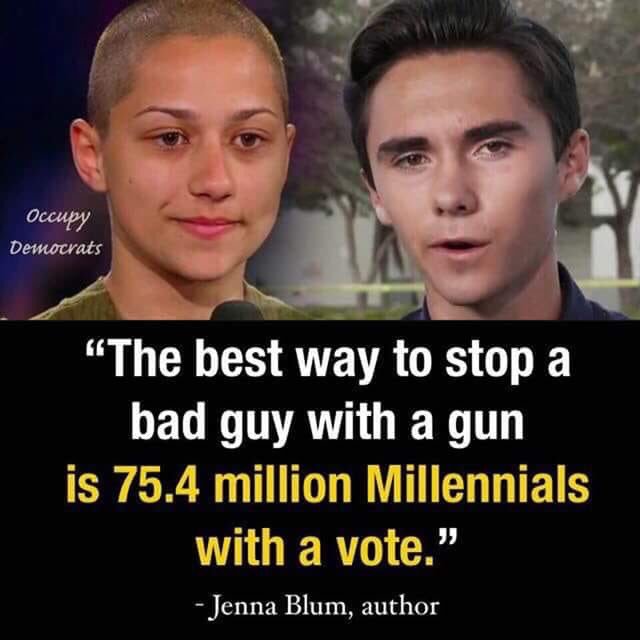 Occupy
Democrats
“The best way to stop a
bad guy with a gun
is 75.4 million Millennials
with a vote.”
- Jenna Blum, author